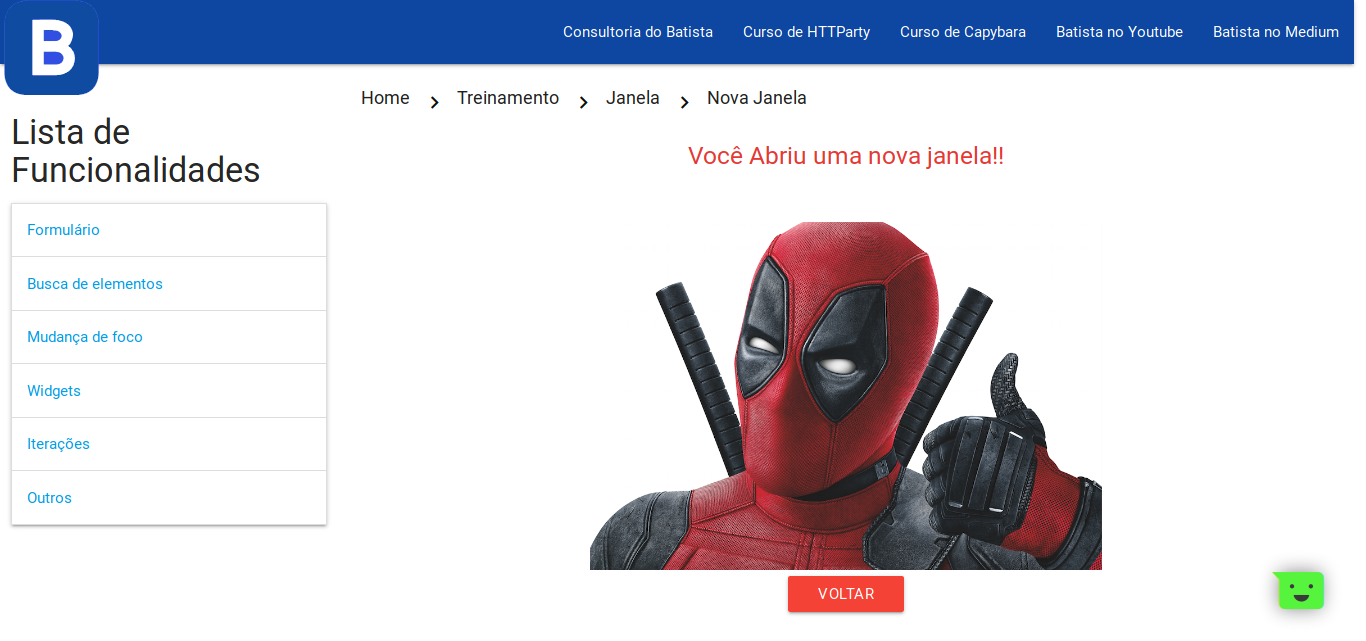 B
Consultoria do Batista
Curso de HTTParty
Curso de Capybara
Batista no Youtube
Batista no Medium
Home
Treinamento
Janela
Nova Janela
Lista de
Funcionalidades
Formulário
Busca de elementos
Mudança de foco
Widgets
Iterações
Outros
Você Abriu uma nova janela!!
VOLTAR